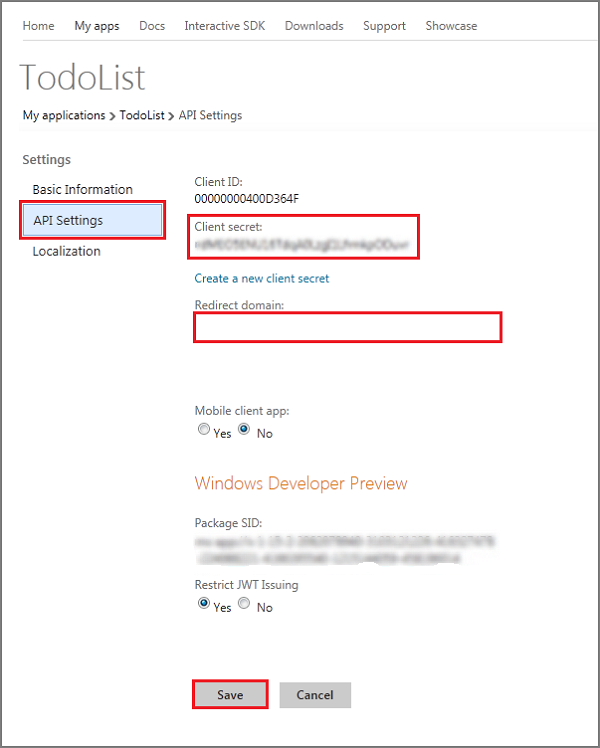 Home My apps Docs Interactive SDK Downloads Support Showcase
TodoList
My applications > TodoList > API Settings
Settings
Basic Information
API Settings
Localization
Client ID:
00000000400D364F
Client secret:
Create a new client secret
Redirect domain:
Mobile client app:
Yes No
Windows Developer Preview
Package SID:
Restrict JWT Issuing
Yes No
Save Cancel